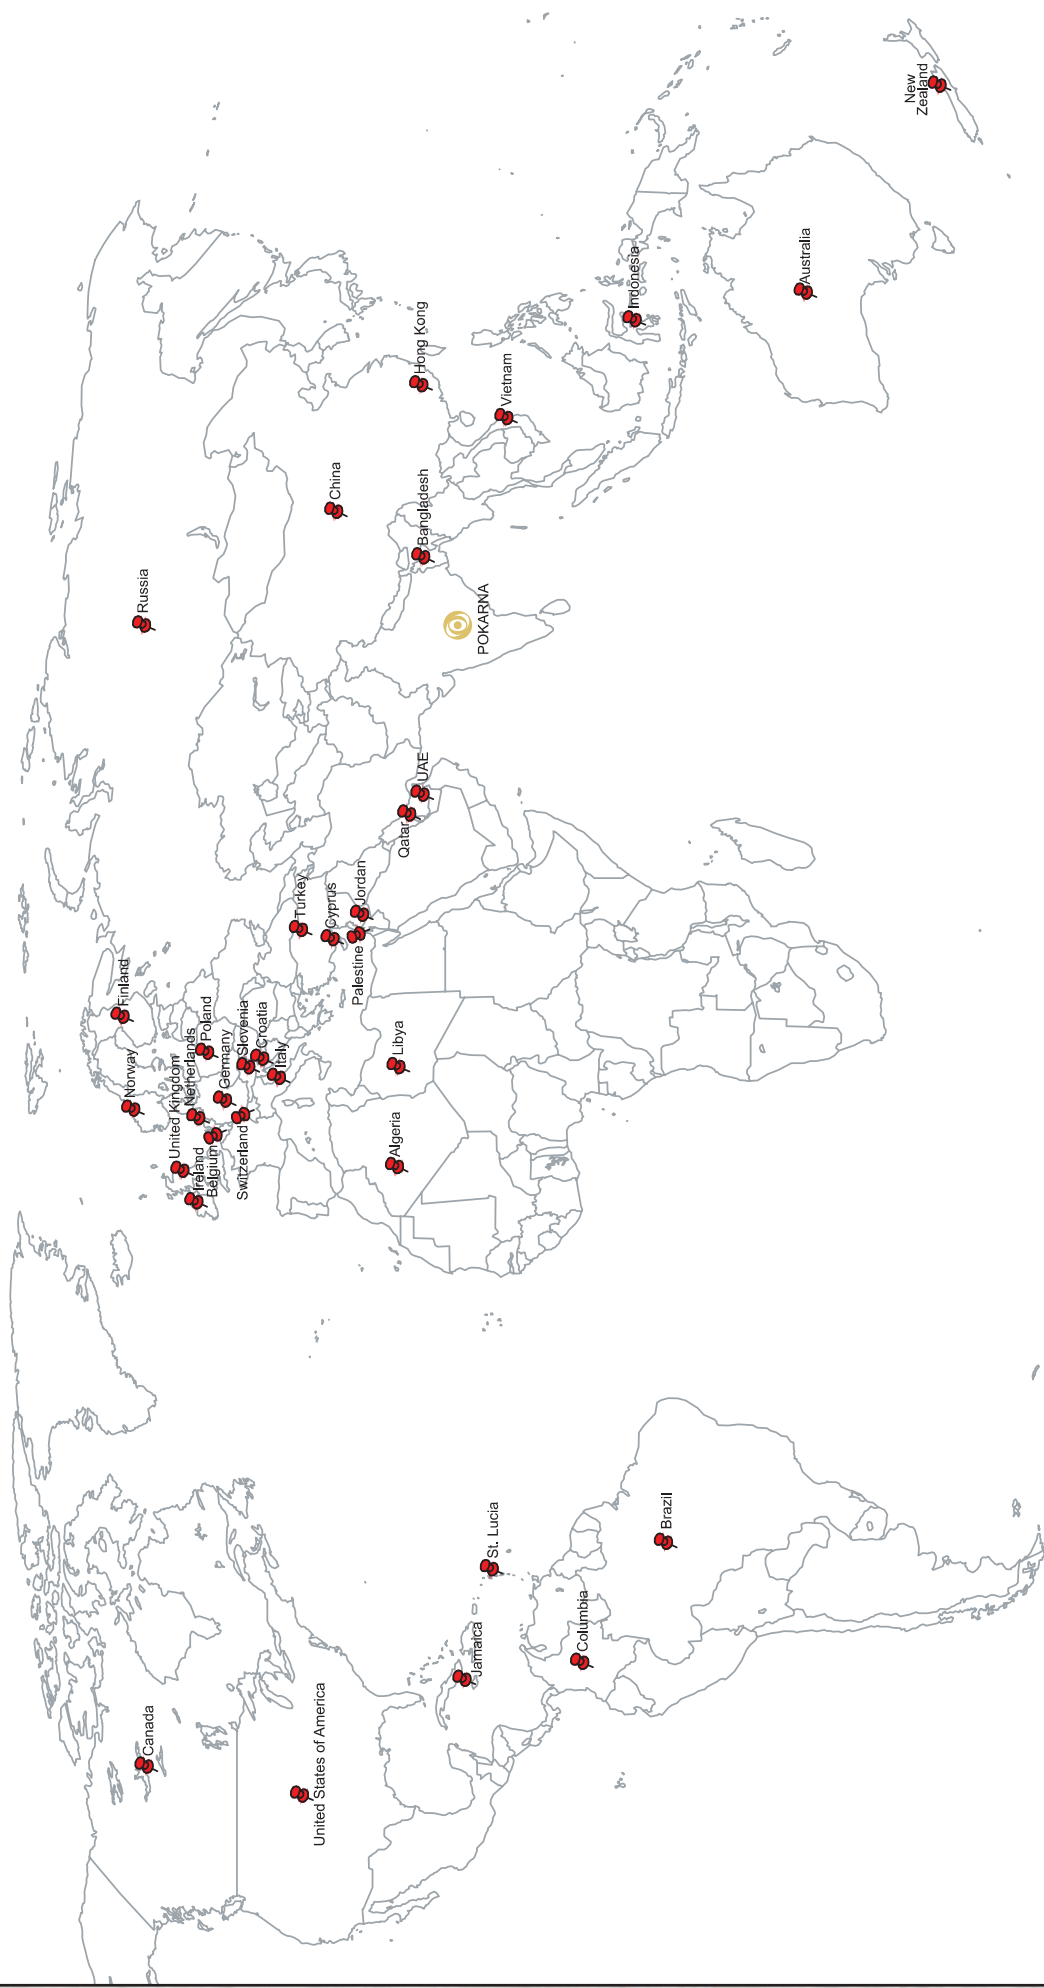 Canada
United States of America
Jamaica
St. Lucia
Columbia
Brazil
Norway
Finland
United Kingdom
Ireland
Netherlands
Belgium
Poland
Germany
Switzerland
Slovenia
Croatia
Italy
Turkey
Cyprus
Palestine
Jordan
Algeria
Libya
Qatar
UAE
Russia
China
POKARNA
Bangladesh
Hong Kong
Vietnam
Indonesia
Australia
New
Zealand